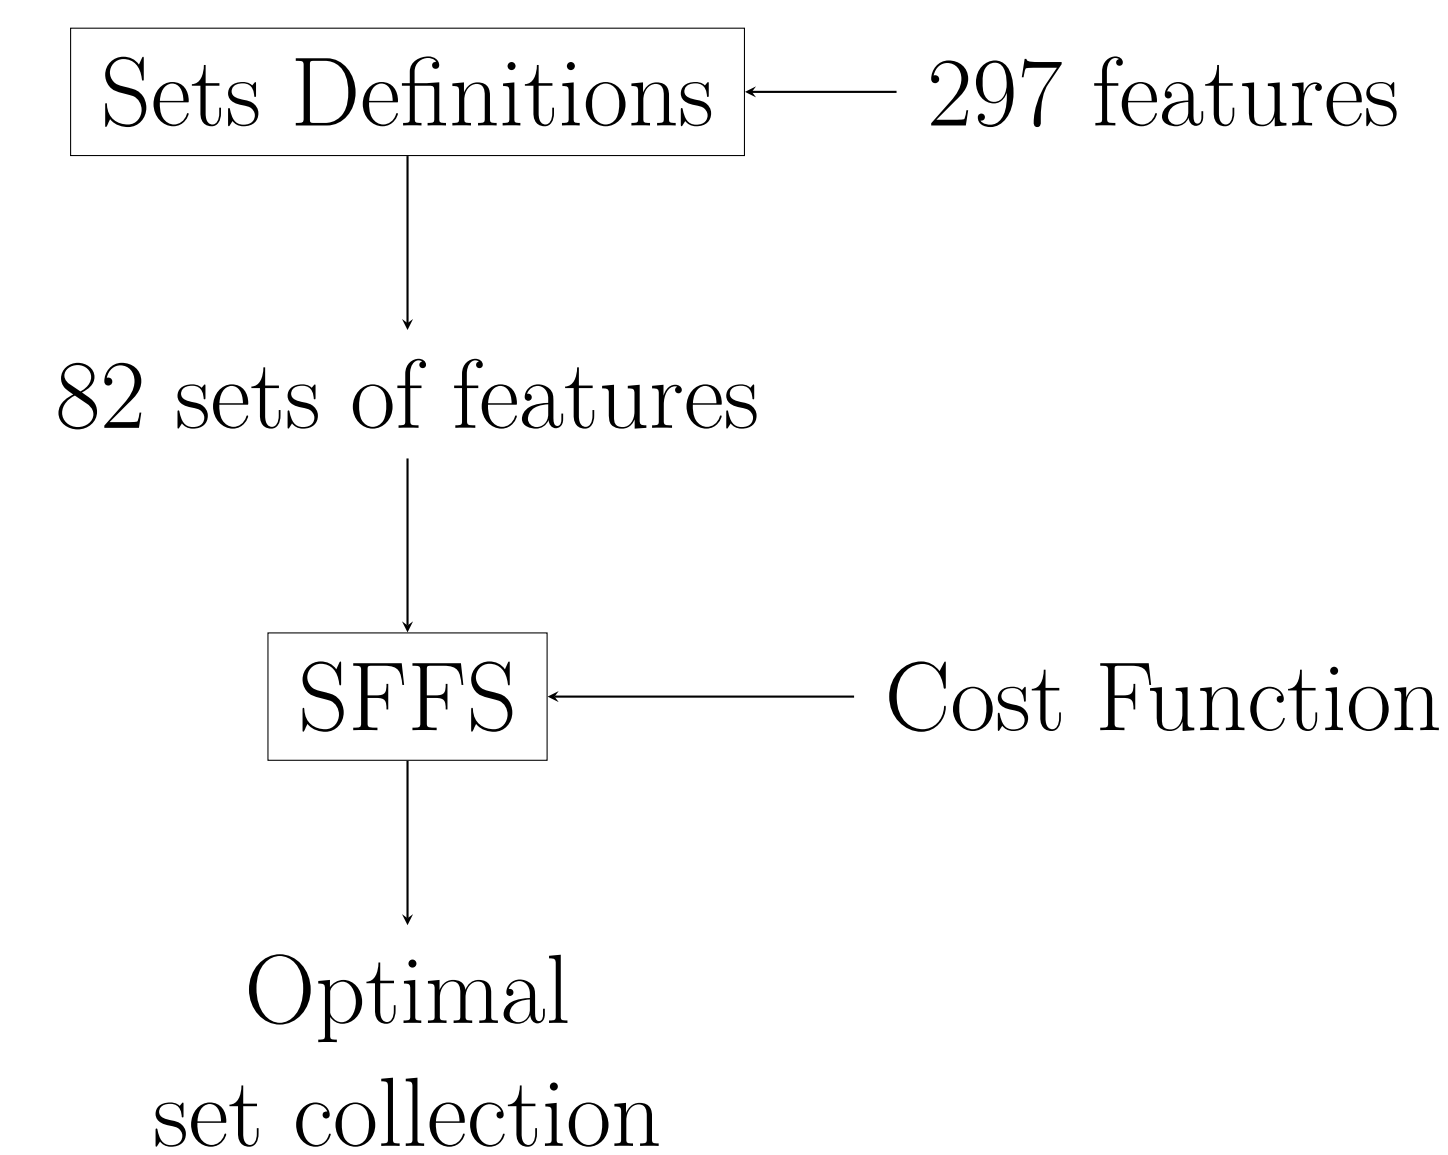 Sets Definitions
297 features
82 sets of features
SFFS
Cost Function
Optimal
set collection